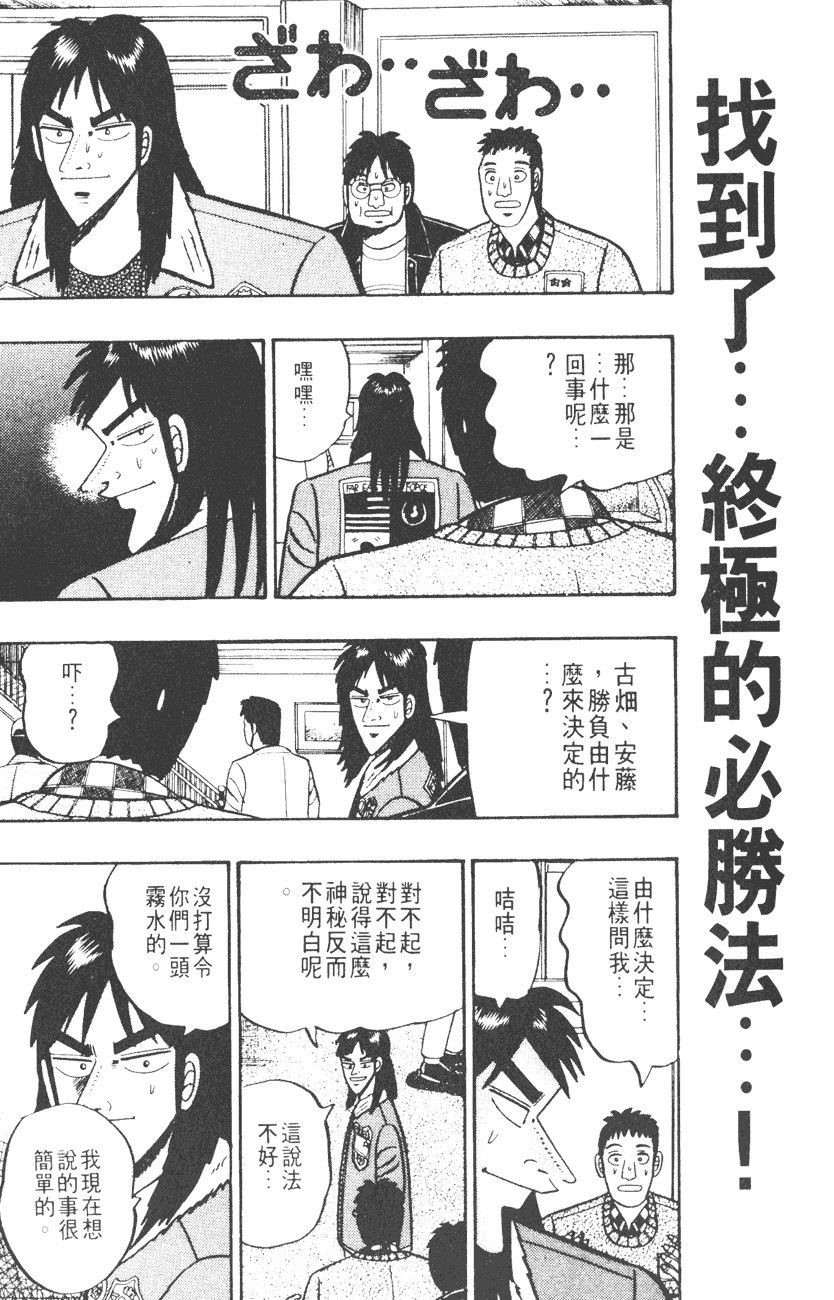 找到了…終極的必勝法…！
ざわ‥
ざわ‥
那…那是
…什麼一
回事呢…
？
FAR EAS
FORCE
嘿嘿…
古畑、安藤
，勝負由什
麼來決定的
…？
吓…？
由什麼決定…
這樣問我…
咭咭…
對不起，
對不起，
說得這麼
神秘反而
不明白呢
。
這說法
不好…
沒打算令
你們一頭
霧水的。
我現在想
說的事很
簡單的。